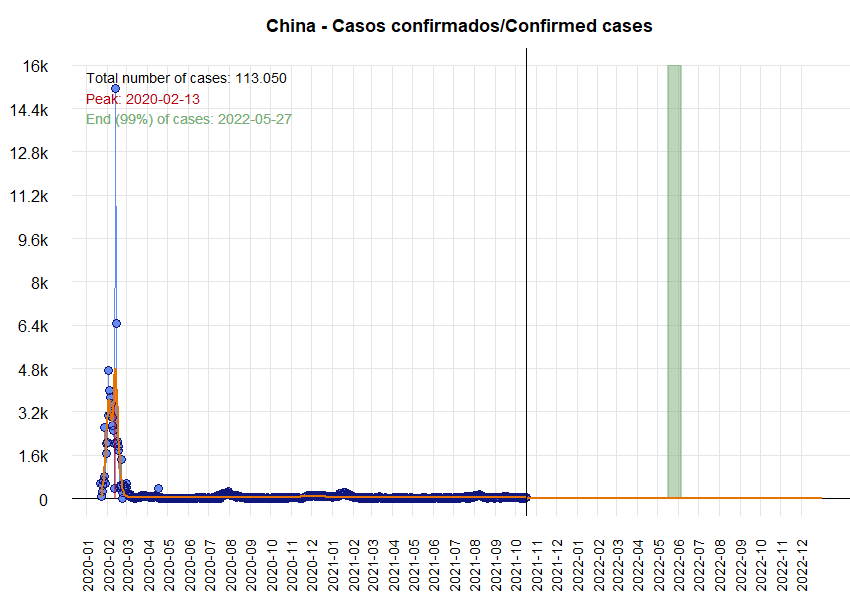 China - Casos confirmados/Confirmed cases
16k
14.4k
12.8k
11.2k
9.6k
8k
6.4k
4.8k
3.2k
1.6k
0
Total number of cases: 113.050
Peak: 2020-02-13
End (99%) of cases: 2022-05-27
2020-01
2020-02
2020-03
2020-04
2020-05
2020-06
2020-07
2020-08
2020-09
2020-10
2020-11
2020-12
2021-01
2021-02
2021-03
2021-04
2021-05
2021-06
2021-07
2021-08
2021-09
2021-10
2021-11
2021-12
2022-01
2022-02
2022-03
2022-04
2022-05
2022-06
2022-07
2022-08
2022-09
2022-10
2022-11
2022-12